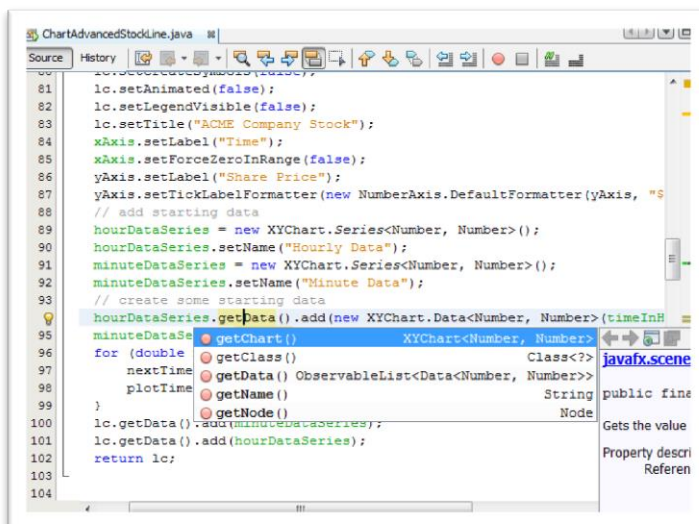 ChartAdvancedStockLine.java
Source History
80 lc.setCreateSymbols(false);
81 lc.setAnimated(false);
82 lc.setLegendVisible(false);
83 lc.setTitle("ACME Company Stock");
84 xAxis.setLabel("Time");
85 xAxis.setForceZeroInRange(false);
86 yAxis.setLabel("Share Price");
87 yAxis.setTickLabelFormatter(new NumberAxis.DefaultFormatter(yAxis, "$
88 // add starting data
89 hourDataSeries = new XYChart.Series<Number, Number>();
90 hourDataSeries.setName("Hourly Data");
91 minuteDataSeries = new XYChart.Series<Number, Number>();
92 minuteDataSeries.setName("Minute Data");
93 // create some starting data
hourDataSeries.getData().add(new XYChart.Data<Number, Number>(timeInH
95 minuteDataSe
getChart() XYChart<Number, Number>
96 for (double
getClass() Class<?>
97 nextTime
getData() ObservableList<Data<Number, Number>>
98 plotTime
getName() String
99 }
getNode() Node
100 lc.getData().add(minuteDataSeries);
101 lc.getData().add(hourDataSeries);
102 return lc;
103
104
javafx.scene
public fina
Gets the value
Property descri
Referen